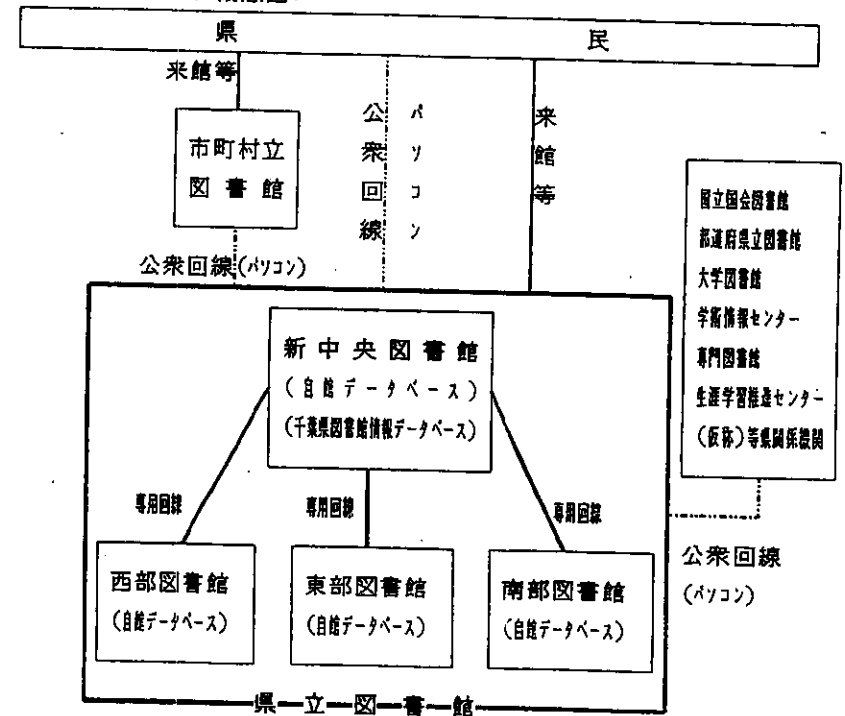 県民
来館等
公衆回線
パソコン
来館等
市町村立
図書館
公衆回線(パソコン)
国立国会図書館
都道府県立図書館
大学図書館
学術情報センター
専門図書館
生涯学習推進センター
(仮称)等県関係機関
新中央図書館
(自館データベース)
(千葉県図書館情報データベース)
専用回線
専用回線
専用回線
公衆回線
(パソコン)
西部図書館
(自館データベース)
東部図書館
(自館データベース)
南部図書館
(自館データベース)
県立図書館